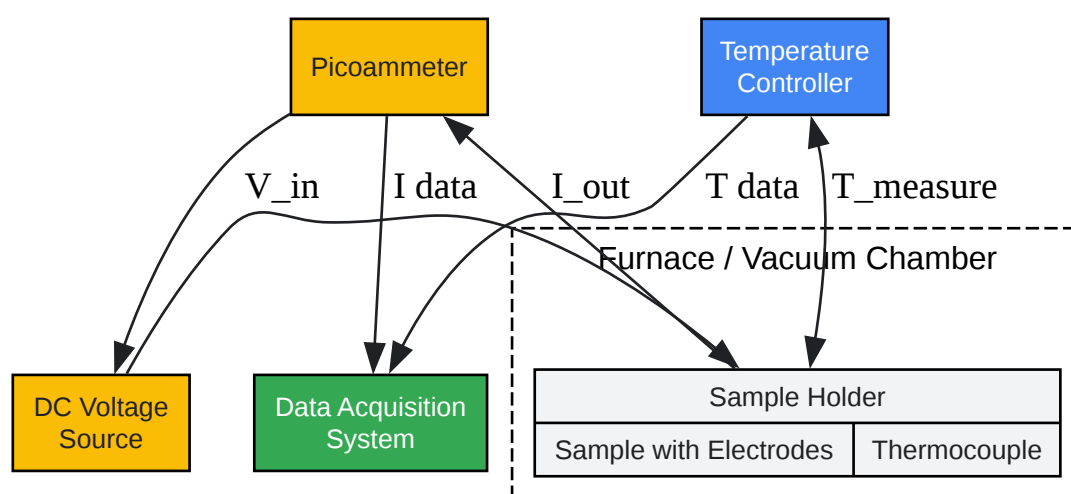 Picoammeter
Temperature
Controller
V_in
I data
I_out
T data
T_measure
Furnace / Vacuum Chamber
DC Voltage
Source
Data Acquisition
System
Sample Holder
Sample with Electrodes
Thermocouple